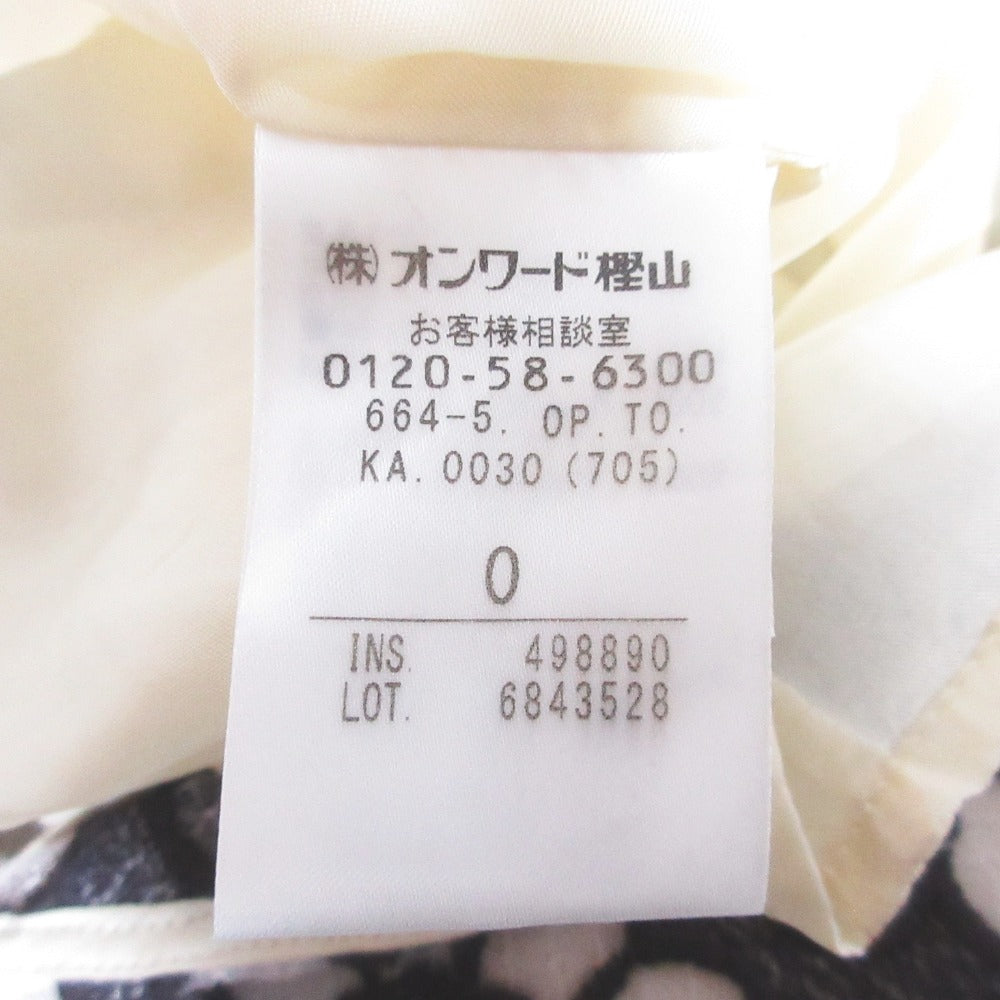 ㈱オンワード樫山
お客様相談室
0120-58-6300
664-5. OP. TO.
KA. 0030 (705)
0
INS. 498890
LOT. 6843528